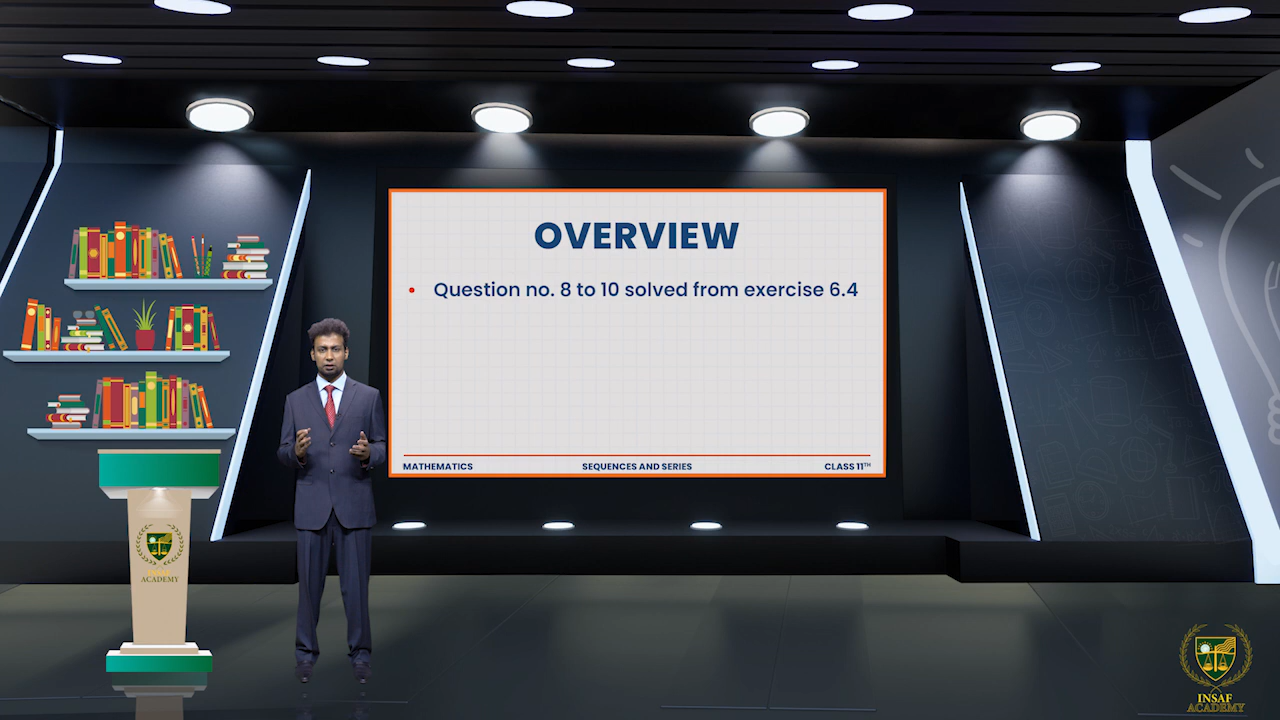 OVERVIEW
• Question no. 8 to 10 solved from exercise 6.4
MATHEMATICS SEQUENCES AND SERIES CLASS 11TH
ACADEMY
INSAF
ACADEMY